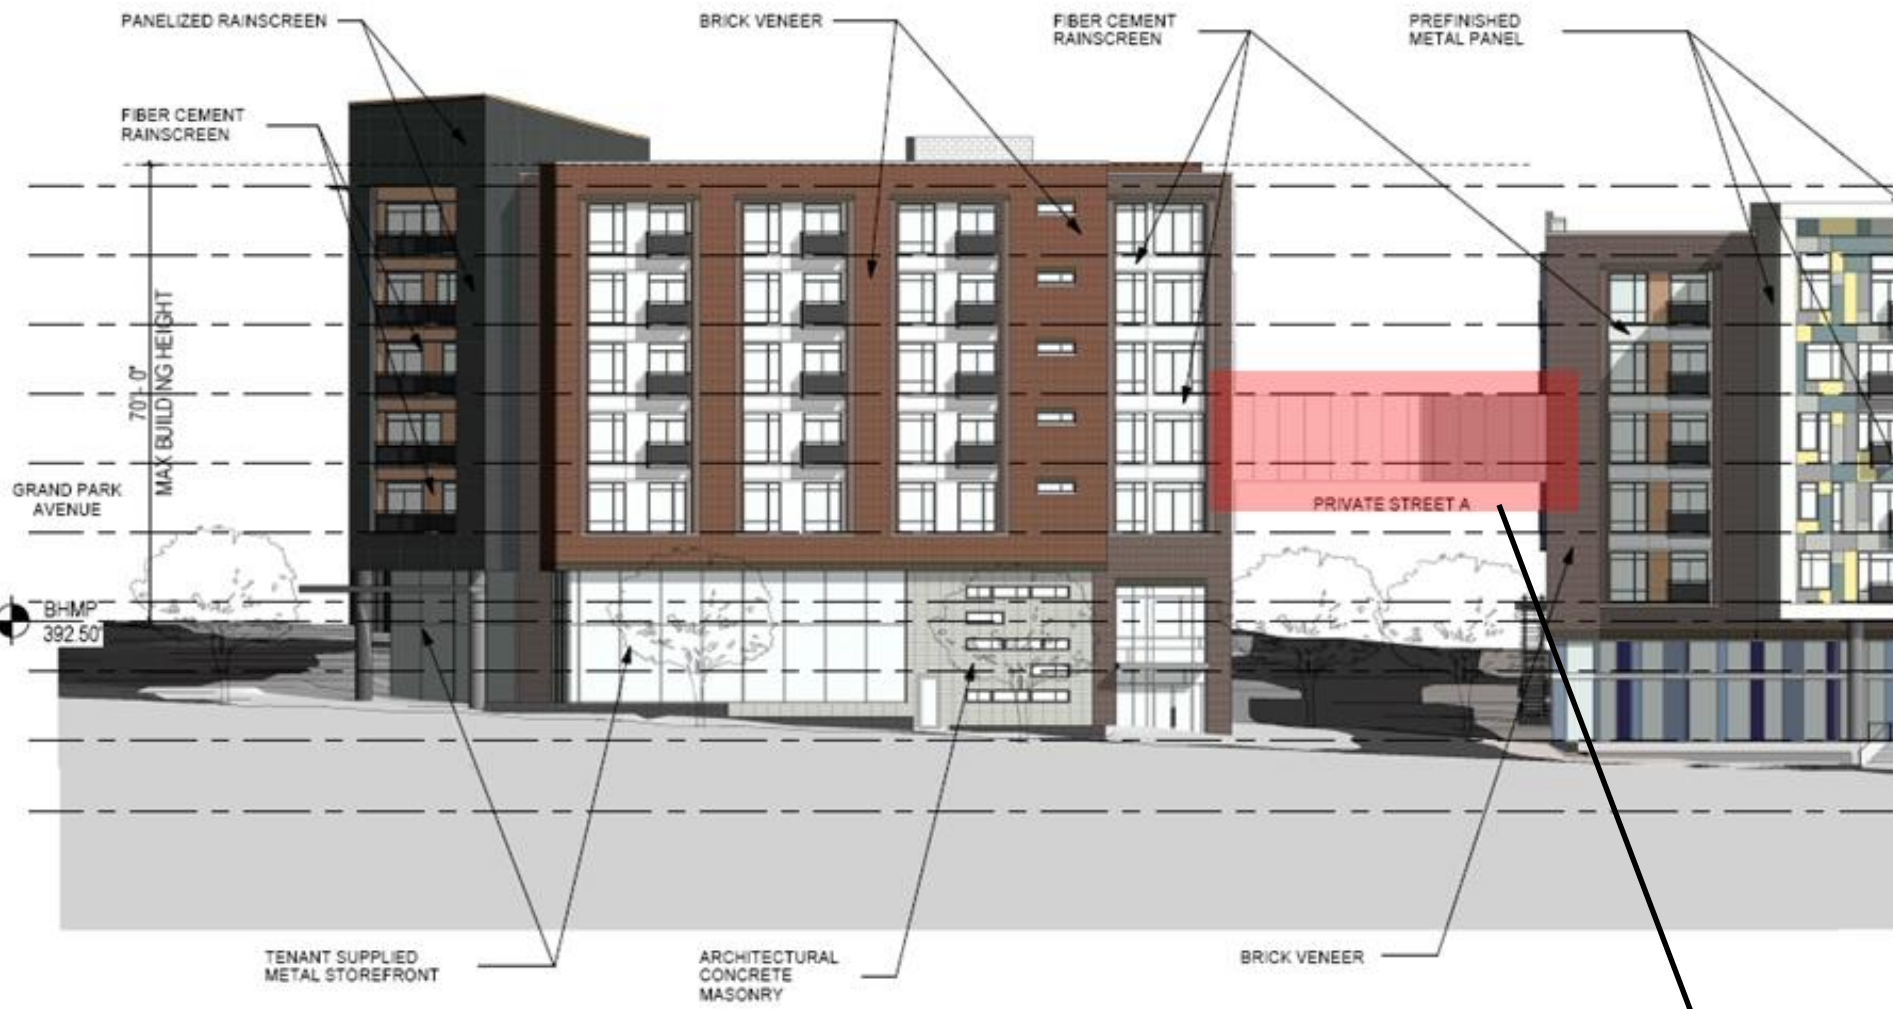 PANELIZED RAINSCREEN
BRICK VENEER
FIBER CEMENT
RAINSCREEN
PREFINISHED
METAL PANEL
FIBER CEMENT
RAINSCREEN
70'- 0"
MAX BUILDING HEIGHT
GRAND PARK
AVENUE
PRIVATE STREET A
BHMP
392.50'
TENANT SUPPLIED
METAL STOREFRONT
ARCHITECTURAL
CONCRETE
MASONRY
BRICK VENEER